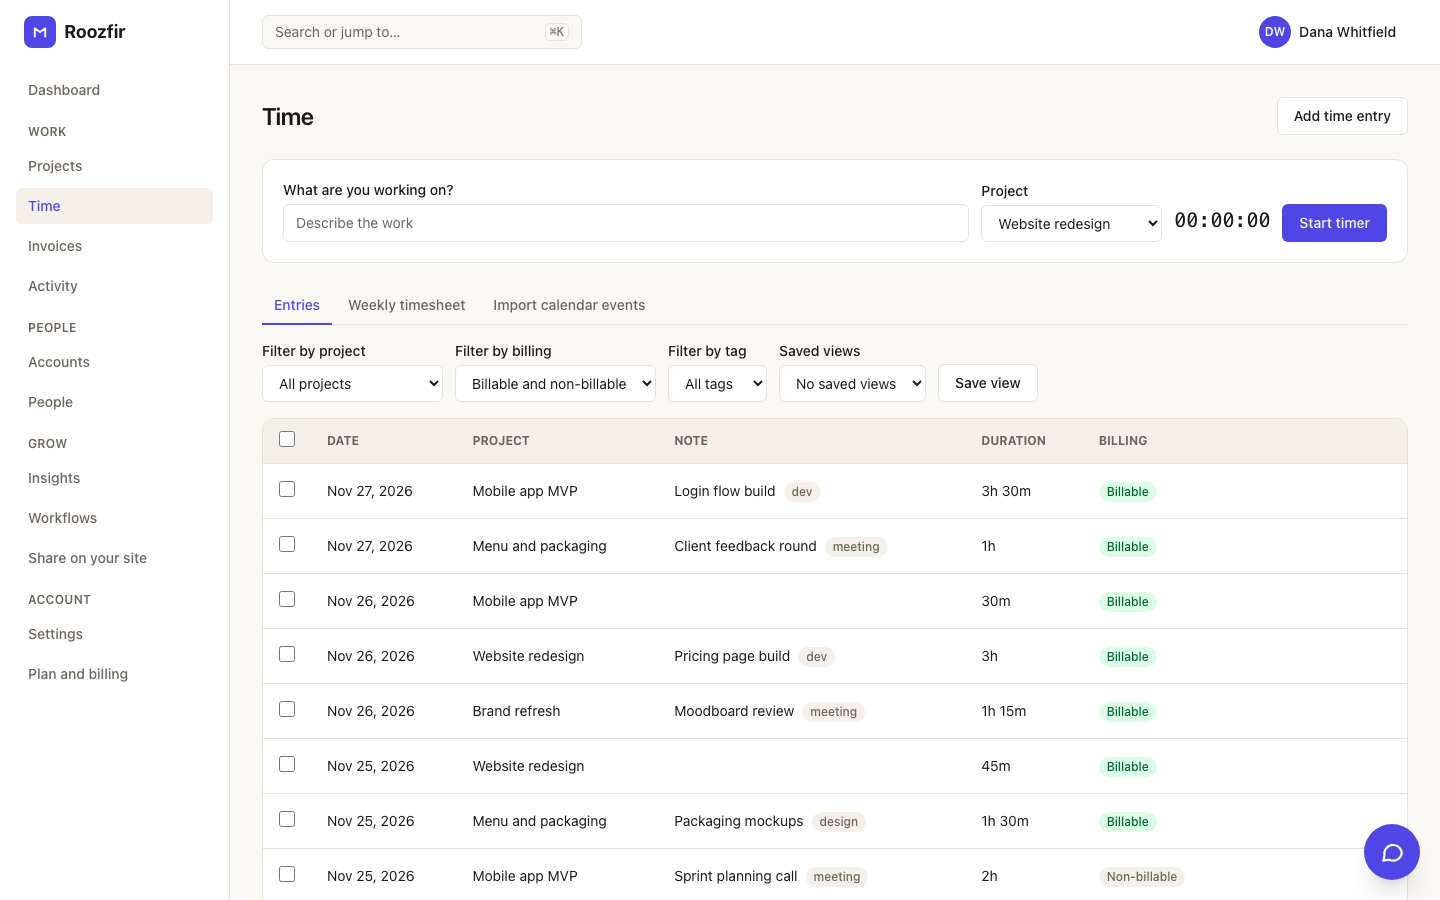 Roozfir
Search or jump to... ⌘K
DW Dana Whitfield
Dashboard
WORK
Projects
Time
Invoices
Activity
PEOPLE
Accounts
People
GROW
Insights
Workflows
Share on your site
ACCOUNT
Settings
Plan and billing
Time
Add time entry
What are you working on?
Describe the work
Project
Website redesign
00:00:00
Start timer
Entries Weekly timesheet Import calendar events
Filter by project Filter by billing Filter by tag Saved views
All projects Billable and non-billable All tags No saved views Save view
DATE PROJECT NOTE DURATION BILLING
Nov 27, 2026 Mobile app MVP Login flow build dev 3h 30m Billable
Nov 27, 2026 Menu and packaging Client feedback round meeting 1h Billable
Nov 26, 2026 Mobile app MVP 30m Billable
Nov 26, 2026 Website redesign Pricing page build dev 3h Billable
Nov 26, 2026 Brand refresh Moodboard review meeting 1h 15m Billable
Nov 25, 2026 Website redesign 45m Billable
Nov 25, 2026 Menu and packaging Packaging mockups design 1h 30m Billable
Nov 25, 2026 Mobile app MVP Sprint planning call meeting 2h Non-billable